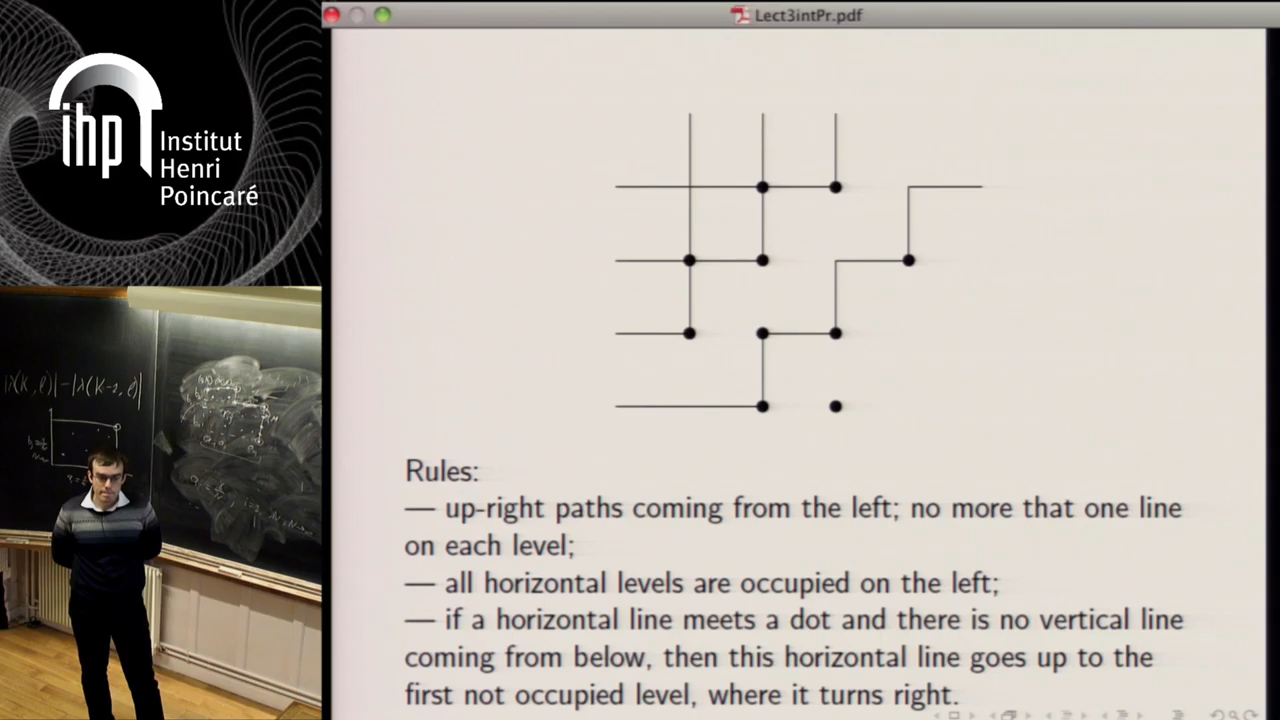 Lect3intPr.pdf
ihp
Institut
Henri
Poincaré
|λ(k,ℓ)|-|λ(k-1,ℓ)|
Rules:
— up-right paths coming from the left; no more that one line
on each level;
— all horizontal levels are occupied on the left;
— if a horizontal line meets a dot and there is no vertical line
coming from below, then this horizontal line goes up to the
first not occupied level, where it turns right.